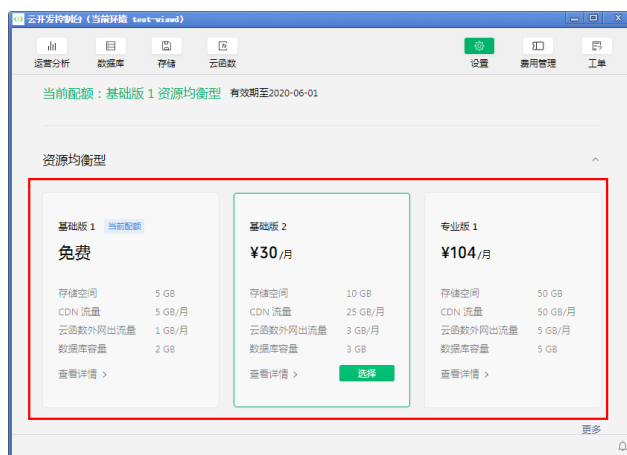 云开发控制台 (当前环境 test-wiswd)
运营分析 数据库 存储 云函数 设置 费用管理 工单
当前配额：基础版 1 资源均衡型 有效期至2020-06-01
资源均衡型
基础版 1 当前配额
免费
存储空间 5 GB
CDN 流量 5 GB/月
云函数外网出流量 1 GB/月
数据库容量 2 GB
查看详情 >
基础版 2
¥30/月
存储空间 10 GB
CDN 流量 25 GB/月
云函数外网出流量 3 GB/月
数据库容量 3 GB
查看详情 > 选择
专业版 1
¥104/月
存储空间 50 GB
CDN 流量 50 GB/月
云函数外网出流量 5 GB/月
数据库容量 5 GB
查看详情 >
更多